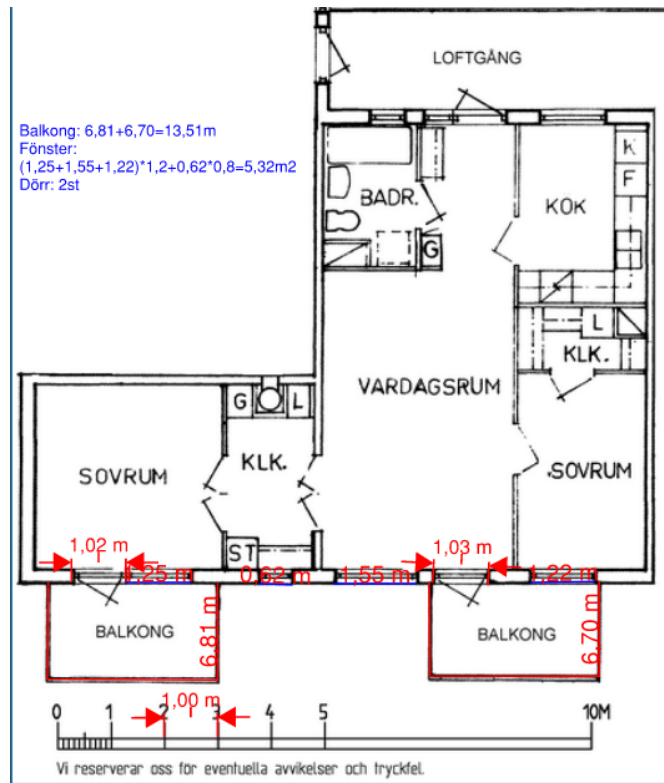 LOFTGÅNG
Balkong: 6,81+6,70=13,51m
Fönster:
(1,25+1,55+1,22)*1,2+0,62*0,8=5,32m2
Dörr: 2st
K
F
BADR.
KÖK
G
L
KLK.
VARDAGSRUM
G
L
KLK.
SOVRUM
SOVRUM
ST
1,02 m
1,03 m
1,25 m
0,62 m
1,55 m
1,22 m
BALKONG
6,81 m
BALKONG
6,70 m
1,00 m
0 1 2 3 4 5 10M
Vi reserverar oss för eventuella avvikelser och tryckfel.